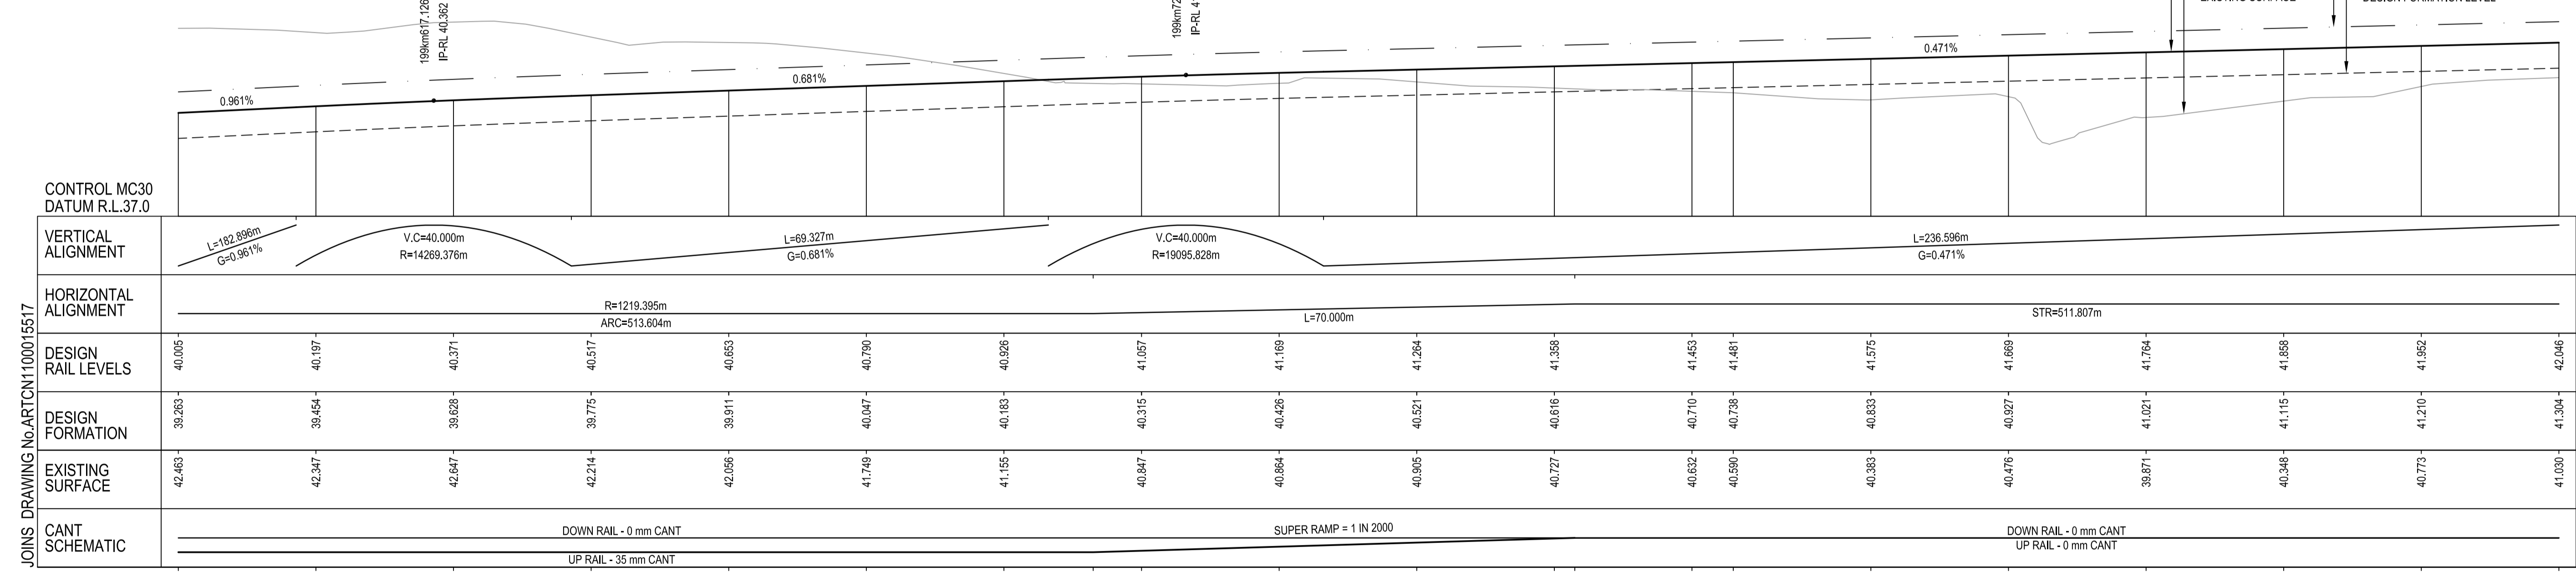 199km617.126
IP-RL 40.362
0.961%
0.681%
0.471%
CONTROL MC30
DATUM R.L.37.0
JOINS DRAWING No.ARTCN1100015517
VERTICAL
ALIGNMENT
L=182.896m
G=0.961%
V.C=40.000m
R=14269.376m
L=69.327m
G=0.681%
V.C=40.000m
R=19095.828m
L=236.596m
G=0.471%
HORIZONTAL
ALIGNMENT
R=1219.395m
ARC=513.604m
L=70.000m
STR=511.807m
DESIGN
RAIL LEVELS
40.005
40.197
40.371
40.517
40.653
40.790
40.926
41.057
41.169
41.264
41.358
41.453
41.481
41.575
41.669
41.764
41.858
41.952
42.046
DESIGN
FORMATION
39.263
39.454
39.628
39.775
39.911
40.047
40.183
40.315
40.426
40.521
40.616
40.710
40.738
40.833
40.927
41.021
41.115
41.210
41.304
EXISTING
SURFACE
42.463
42.347
42.647
42.214
42.056
41.749
41.155
40.847
40.864
40.905
40.727
40.632
40.590
40.383
40.476
39.871
40.348
40.773
41.030
CANT
SCHEMATIC
DOWN RAIL - 0 mm CANT
UP RAIL - 35 mm CANT
SUPER RAMP = 1 IN 2000
DOWN RAIL - 0 mm CANT
UP RAIL - 0 mm CANT